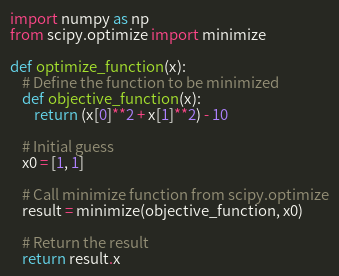 import numpy as np
from scipy.optimize import minimize
def optimize_function(x):
# Define the function to be minimized
def objective_function(x):
return (x[0]**2 + x[1]**2) - 10
# Initial guess
x0 = [1, 1]
# Call minimize function from scipy.optimize
result = minimize(objective_function, x0)
# Return the result
return result.x